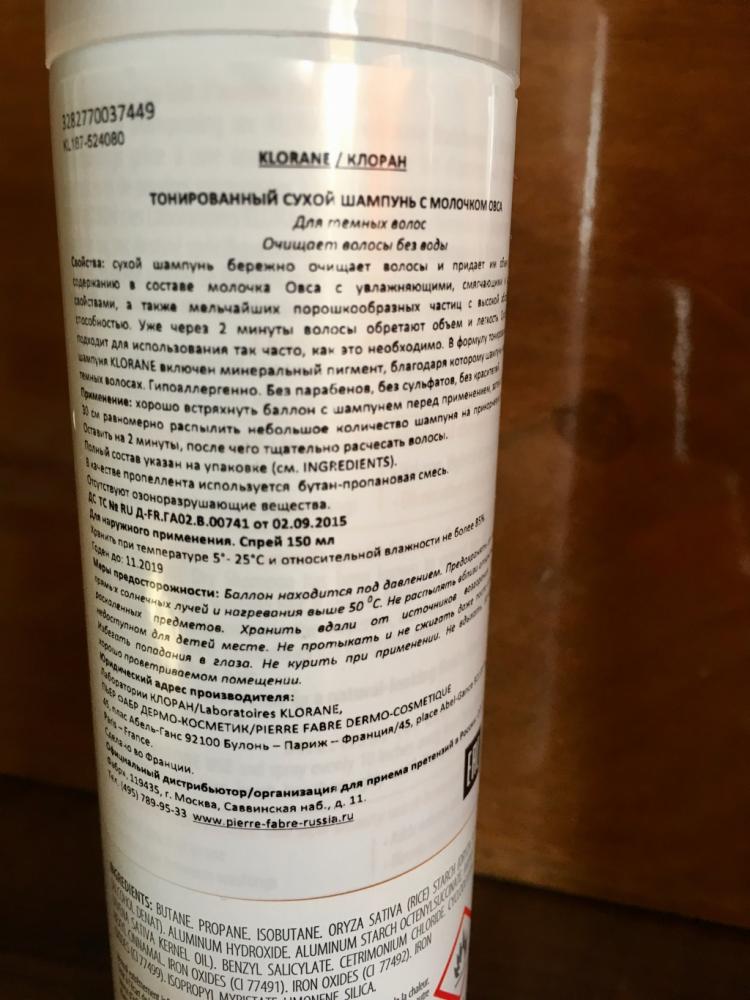 3282770037449
KL187-524080
KLORANE / КЛОРАН
ТОНИРОВАННЫЙ СУХОЙ ШАМПУНЬ С МОЛОЧКОМ ОВСА
Для темных волос
Очищает волосы без воды
Свойства: сухой шампунь бережно очищает волосы и придает им
содержанию в составе молочка Овса с увлажняющими, смягчающими
свойствами, а также мельчайших порошкообразных частиц с высокой
способностью. Уже через 2 минуты волосы обретают объем и легкость.
подходит для использования так часто, как это необходимо. В формулу
шампуня KLORANE включен минеральный пигмент, благодаря которому
темных волосах. Гипоаллергенно. Без парабенов, без сульфатов, без красителей.
Применение: хорошо встряхнуть баллон с шампунем перед применением,
30 см равномерно распылить небольшое количество шампуня на
Оставить на 2 минуты, после чего тщательно расчесать волосы.
Полный состав указан на упаковке (см. INGREDIENTS).
В качестве пропеллента используется бутан-пропановая смесь.
Отсутствуют озоноразрушающие вещества.
ДС ТС № RU Д-FR.ГА02.В.00741 от 02.09.2015
Для наружного применения. Спрей 150 мл
Хранить при температуре 5°- 25°С и относительной влажности не более 85%
Годен до: 11.2019
Меры предосторожности: Баллон находится под давлением.
прямых солнечных лучей и нагревания выше 50 °С. Не распылять вблизи
раскаленных предметов. Хранить вдали от источников
недоступном для детей месте. Не протыкать и не сжигать даже
Избегать попадания в глаза. Не курить при применении. Не вдыхать.
хорошо проветриваемом помещении.
Юридический адрес производителя:
Лаборатории КЛОРАН/Laboratoires KLORANE,
ПЬЕР ФАБР ДЕРМО-КОСМЕТИК/PIERRE FABRE DERMO-COSMETIQUE
45, плас Абель-Ганс 92100 Булонь – Париж – Франция/45, place Abel-Gance
Paris – France.
Сделано во Франции.
Официальный дистрибьютор/организация для приема претензий в России:
Фабр», 119435, г. Москва, Саввинская наб., д. 11.
Тел. (495) 789-95-33 www.pierre-fabre-russia.ru
INGREDIENTS: BUTANE. PROPANE. ISOBUTANE. ORYZA SATIVA (RICE) STARCH
DENAT). ALUMINUM HYDROXIDE. ALUMINUM STARCH OCTENYLSUCCINATE.
SATIVA KERNEL OIL). BENZYL SALICYLATE. CETRIMONIUM CHLORIDE.
CINNAMAL. IRON OXIDES (CI 77491). IRON OXIDES (CI 77492). IRON
(CI 77499). ISOPROPYL MYRISTATE. LIMONENE. SILICA.